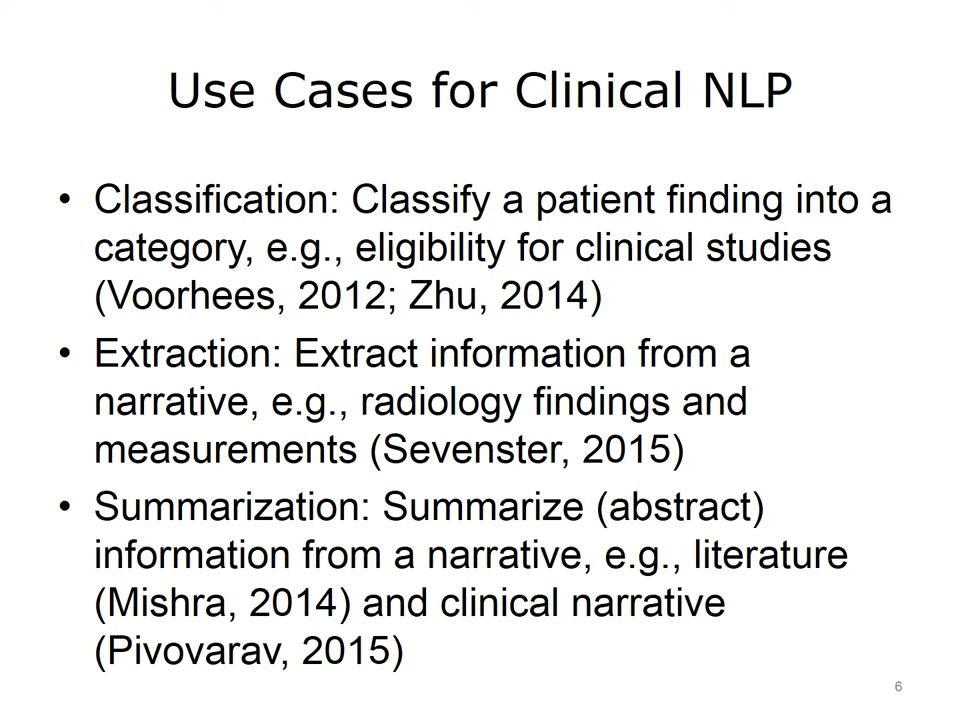 Use Cases for Clinical NLP
• Classification: Classify a patient finding into a
category, e.g., eligibility for clinical studies
(Voorhees, 2012; Zhu, 2014)
• Extraction: Extract information from a
narrative, e.g., radiology findings and
measurements (Sevenster, 2015)
• Summarization: Summarize (abstract)
information from a narrative, e.g., literature
(Mishra, 2014) and clinical narrative
(Pivovarav, 2015)
6